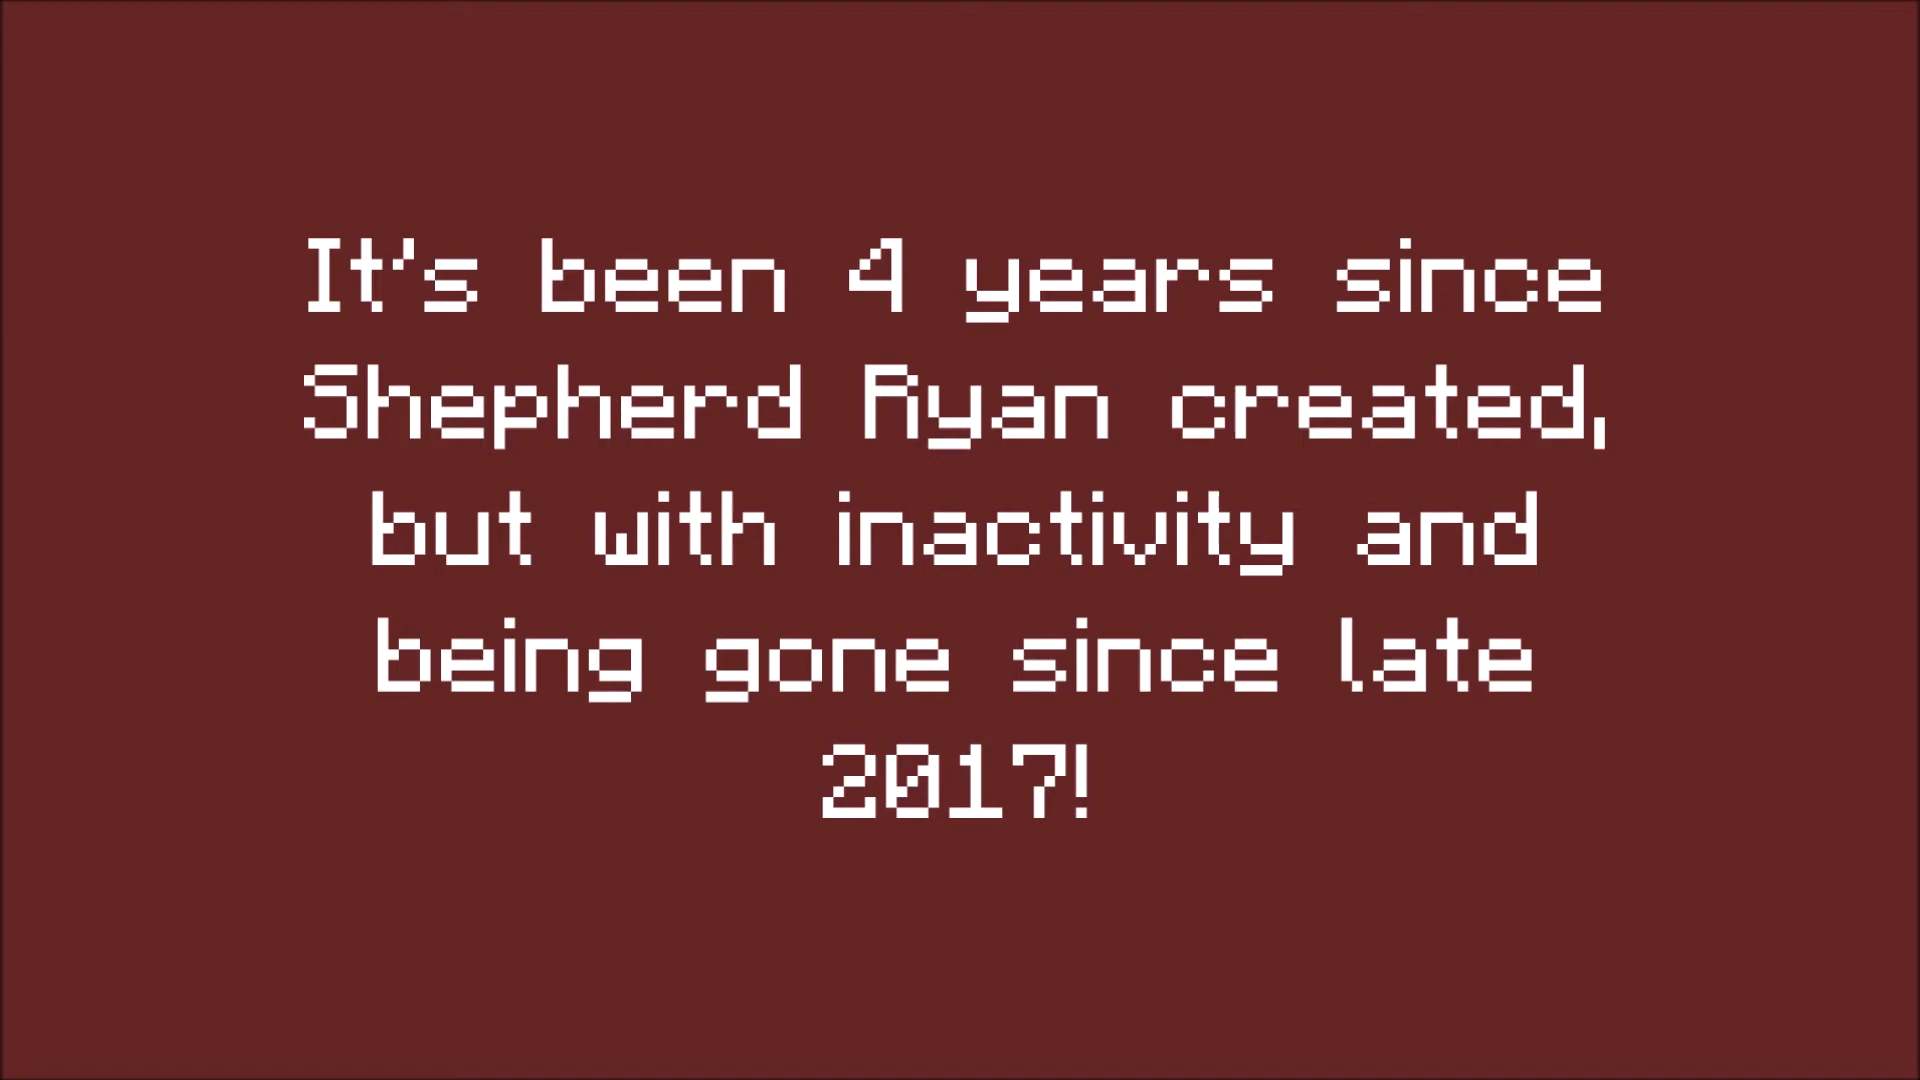 It's been 4 years since
Shepherd Ryan created,
but with inactivity and
being gone since late
2017!